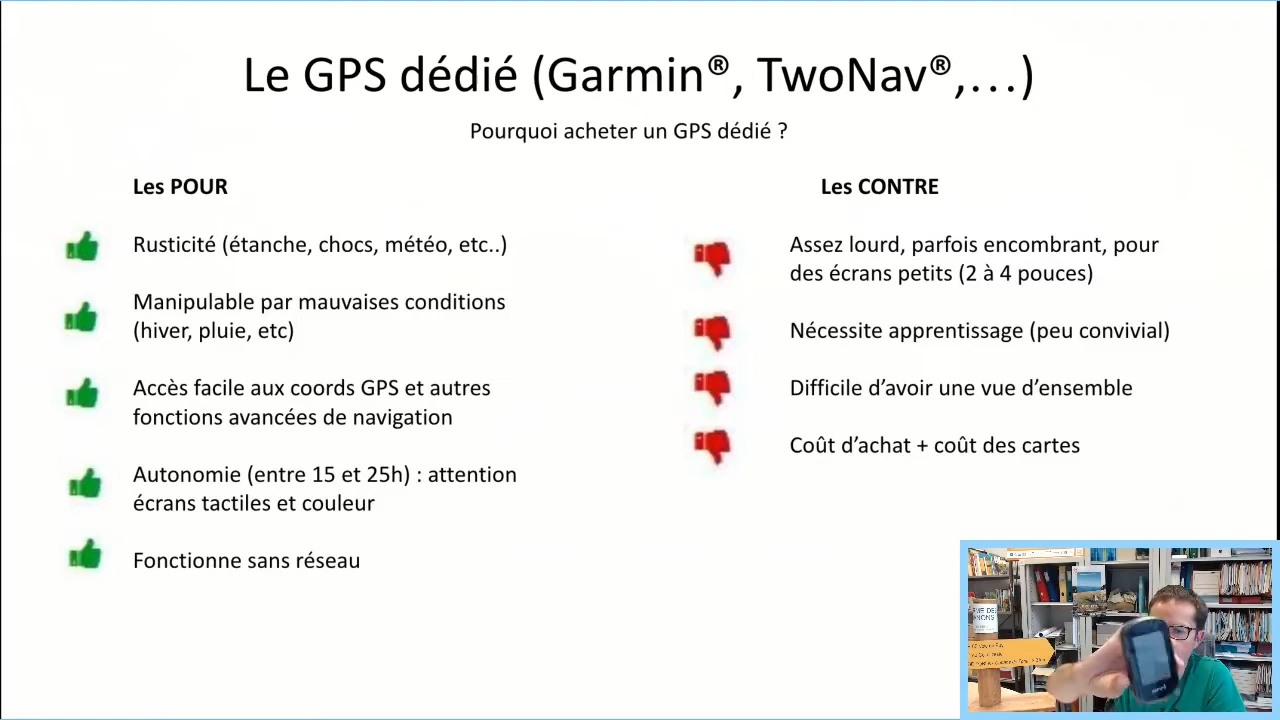 Le GPS dédié (Garmin®, TwoNav®,…)
Pourquoi acheter un GPS dédié ?
Les POUR
Rusticité (étanche, chocs, météo, etc..)
Manipulable par mauvaises conditions
(hiver, pluie, etc)
Accès facile aux coords GPS et autres
fonctions avancées de navigation
Autonomie (entre 15 et 25h) : attention
écrans tactiles et couleur
Fonctionne sans réseau
Les CONTRE
Assez lourd, parfois encombrant, pour
des écrans petits (2 à 4 pouces)
Nécessite apprentissage (peu convivial)
Difficile d’avoir une vue d’ensemble
Coût d’achat + coût des cartes